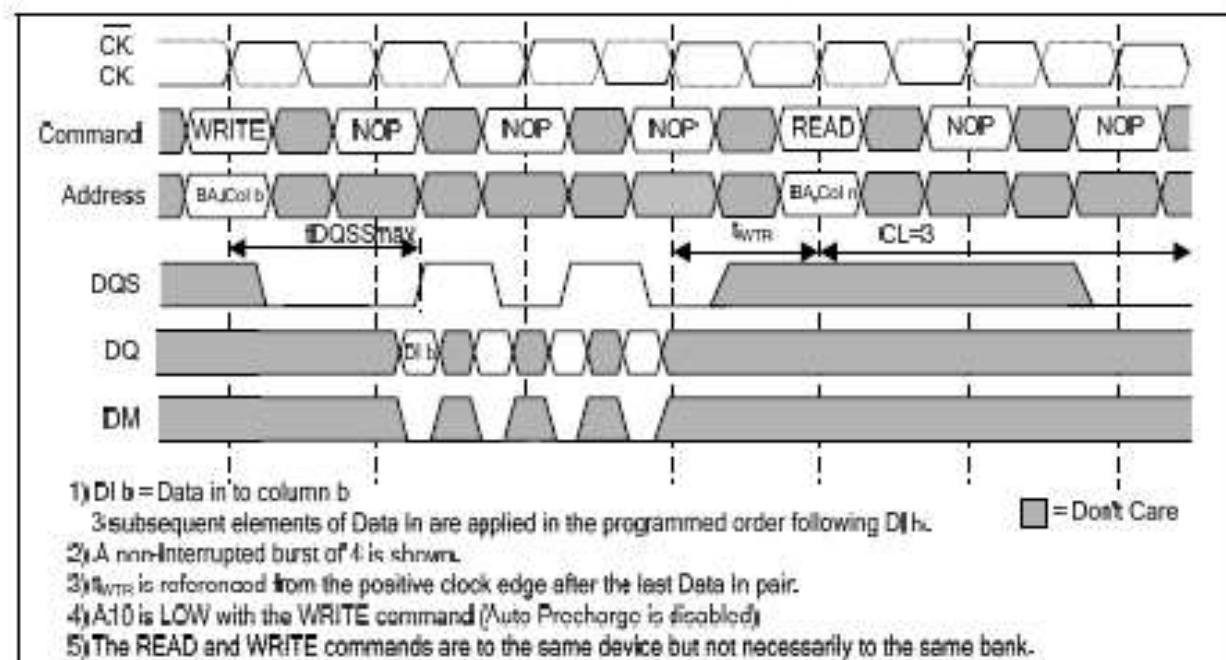 CK
CK
Command WRITE NOP NOP NOP READ NOP NOP
Address BA,Col b BA,Col n
tDQSSmax tWTR CL=3
DQS
DQ DI b
DM
1) DI b = Data in to column b
3 subsequent elements of Data In are applied in the programmed order following DI b.
= Don't Care
2) A non-interrupted burst of 4 is shown.
3) tWTR is referenced from the positive clock edge after the last Data In pair.
4) A10 is LOW with the WRITE command (Auto Precharge is disabled)
5) The READ and WRITE commands are to the same device but not necessarily to the same bank.